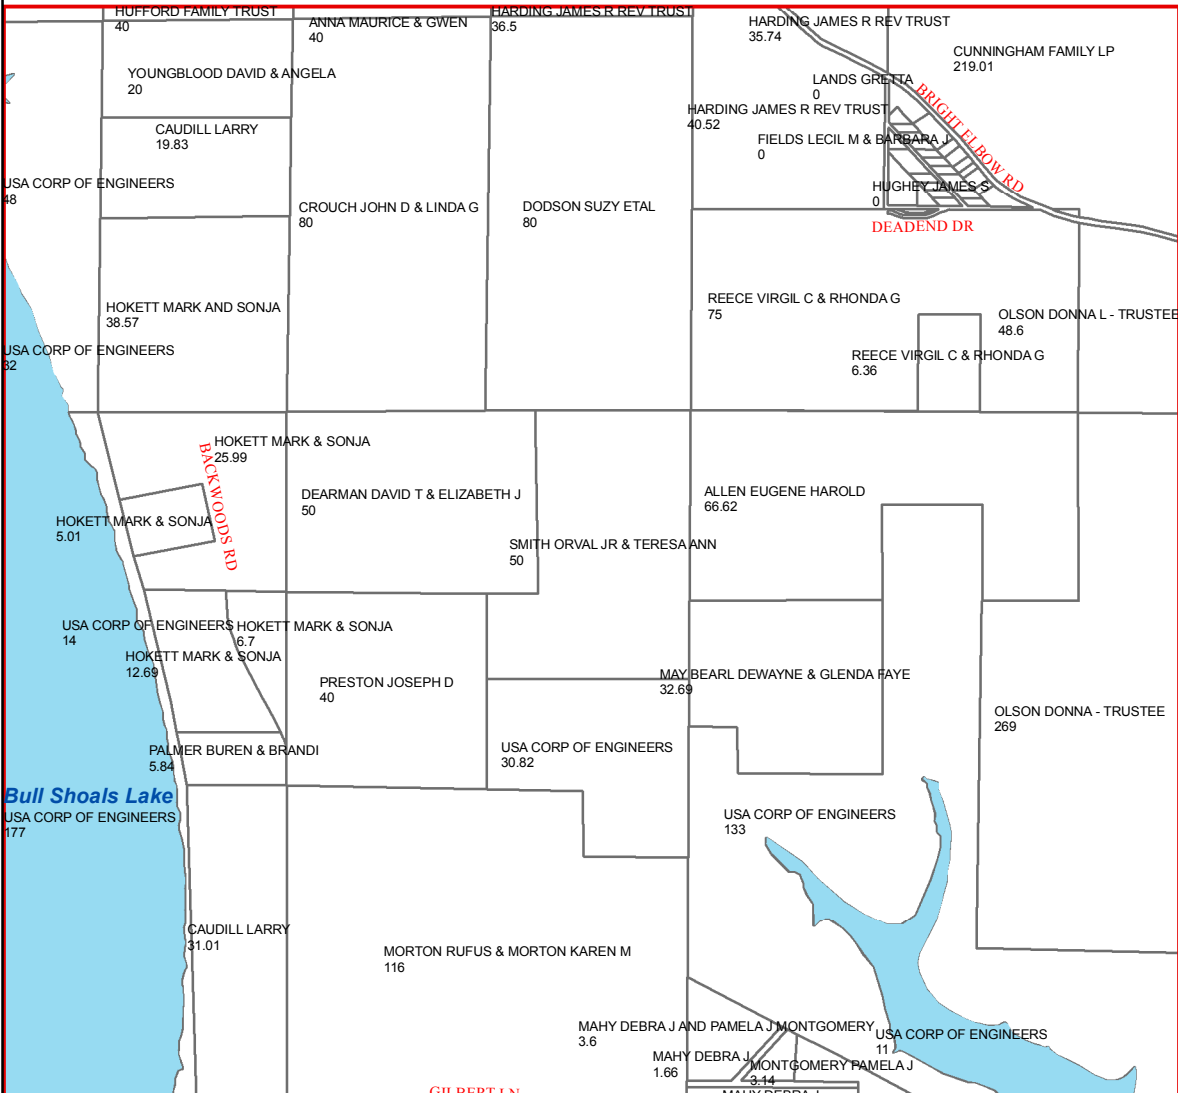 HUFFORD FAMILY TRUST
40
ANNA MAURICE & GWEN
40
HARDING JAMES R REV TRUST
36.5
HARDING JAMES R REV TRUST
35.74
CUNNINGHAM FAMILY LP
219.01
YOUNGBLOOD DAVID & ANGELA
20
LANDS GRETTA
0
BRIGHT ELBOW RD
HARDING JAMES R REV TRUST
40.52
CAUDILL LARRY
19.83
FIELDS LECIL M & BARBARA J
0
USA CORP OF ENGINEERS
48
HUGHEY JAMES S
0
CROUCH JOHN D & LINDA G
80
DODSON SUZY ETAL
80
DEADEND DR
HOKETT MARK AND SONJA
38.57
REECE VIRGIL C & RHONDA G
75
OLSON DONNA L - TRUSTEE
48.6
USA CORP OF ENGINEERS
32
REECE VIRGIL C & RHONDA G
6.36
HOKETT MARK & SONJA
25.99
BACKWOODS RD
DEARMAN DAVID T & ELIZABETH J
50
ALLEN EUGENE HAROLD
66.62
HOKETT MARK & SONJA
5.01
SMITH ORVAL JR & TERESA ANN
50
USA CORP OF ENGINEERS
14
HOKETT MARK & SONJA
6.7
HOKETT MARK & SONJA
12.69
PRESTON JOSEPH D
40
MAY BEARL DEWAYNE & GLENDA FAYE
32.69
OLSON DONNA - TRUSTEE
269
PALMER BUREN & BRANDI
5.84
USA CORP OF ENGINEERS
30.82
Bull Shoals Lake
USA CORP OF ENGINEERS
177
USA CORP OF ENGINEERS
133
CAUDILL LARRY
31.01
MORTON RUFUS & MORTON KAREN M
116
MAHY DEBRA J AND PAMELA J MONTGOMERY
3.6
USA CORP OF ENGINEERS
11
MAHY DEBRA J
1.66
MONTGOMERY PAMELA J
3.14
GILBERT LN
MAHY DEBRA J